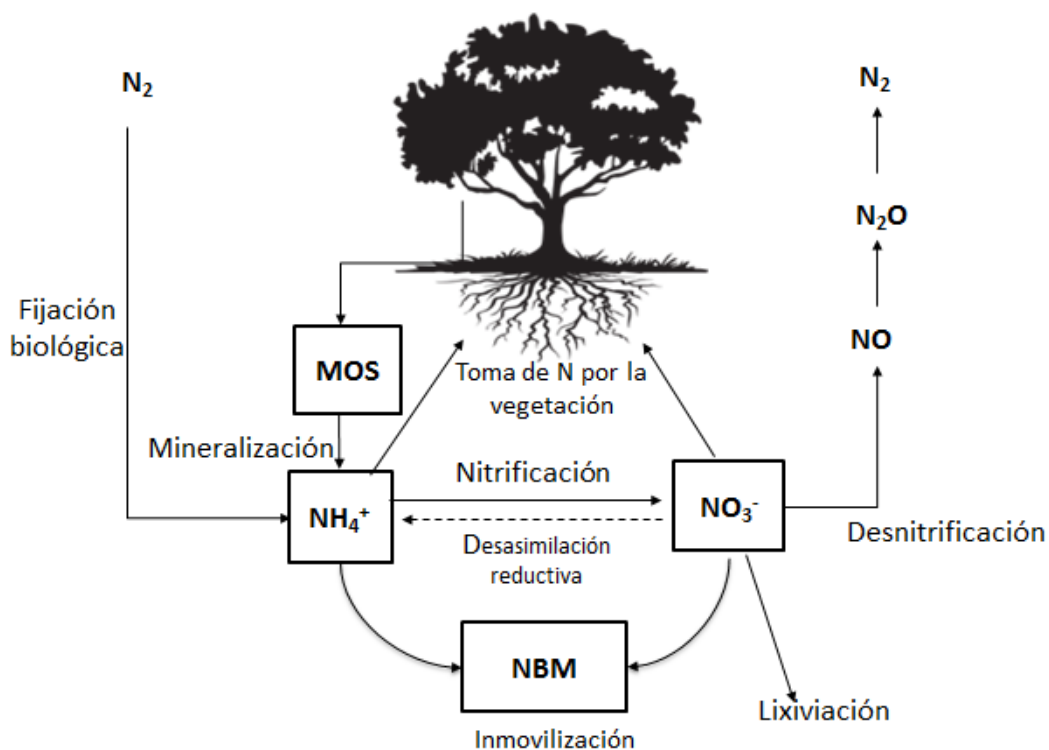 N₂
N₂
N₂O
Fijación
biológica
NO
MOS
Toma de N por la
vegetación
Mineralización
Nitrificación
NH₄⁺
NO₃⁻
Desasimilación
reductiva
Desnitrificación
NBM
Lixiviación
Inmovilización